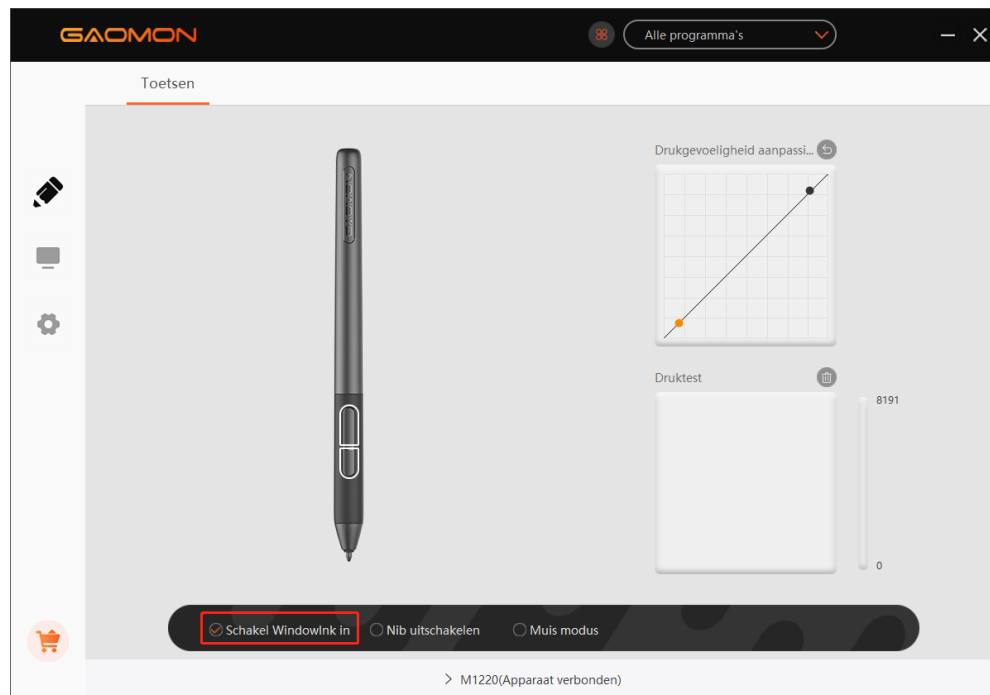 GAOMON
Alle programma's
Toetsen
GAOMON
Drukgevoeligheid aanpassi...
Druktest
8191
0
Schakel WindowInk in
Nib uitschakelen
Muis modus
M1220(Apparaat verbonden)